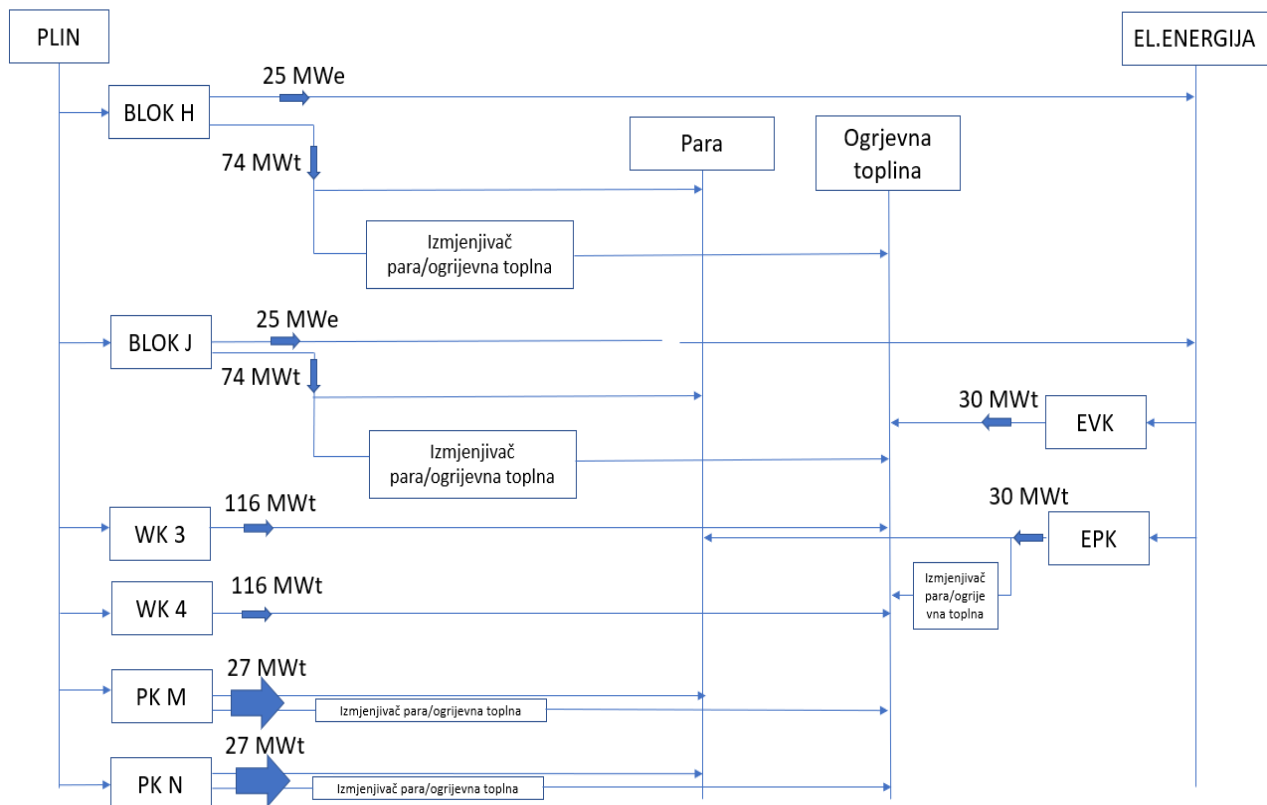 PLIN
EL.ENERGIJA
25 MWe
BLOK H
Para
Ogrjevna
toplina
74 MWt
Izmjenjivač
para/ogrijevna toplna
25 MWe
BLOK J
74 MWt
30 MWt
EVK
Izmjenjivač
para/ogrijevna toplna
116 MWt
30 MWt
WK 3
EPK
Izmjenjivač
para/ogrije
vna toplna
116 MWt
WK 4
27 MWt
PK M
Izmjenjivač para/ogrijevna toplna
27 MWt
PK N
Izmjenjivač para/ogrijevna toplna